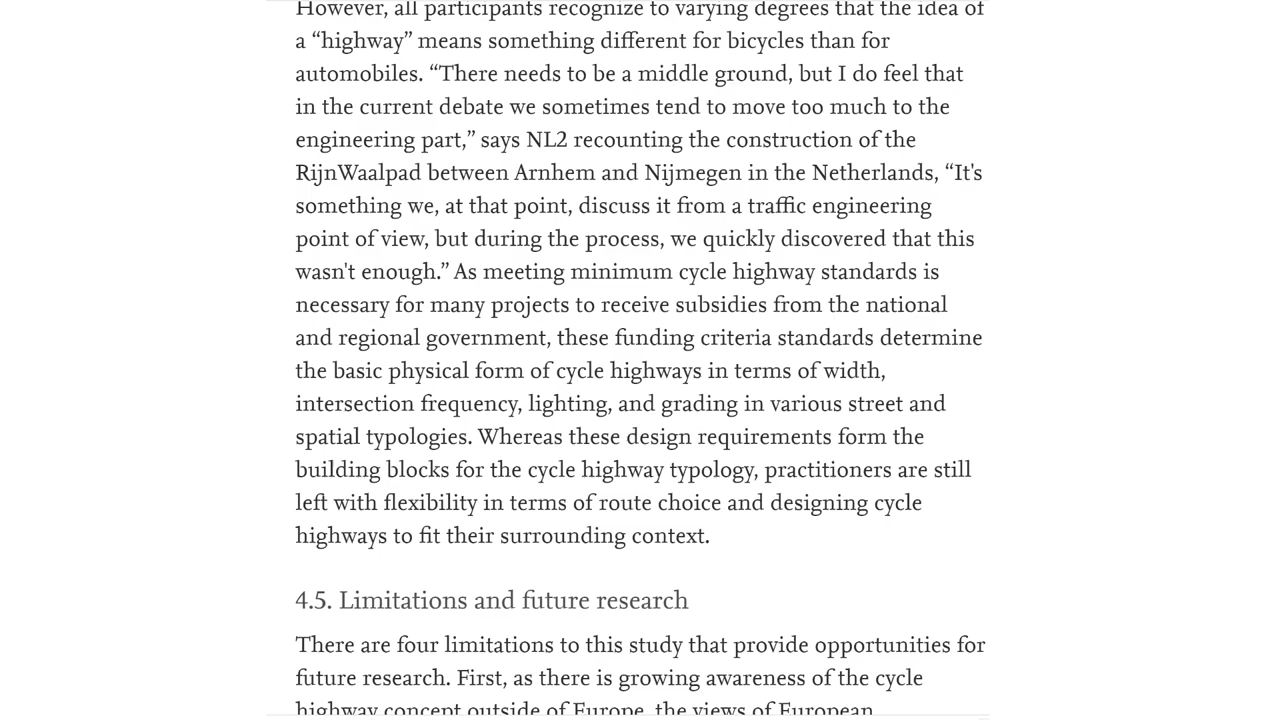 However, all participants recognize to varying degrees that the idea of
a “highway” means something different for bicycles than for
automobiles. “There needs to be a middle ground, but I do feel that
in the current debate we sometimes tend to move too much to the
engineering part,” says NL2 recounting the construction of the
RijnWaalpad between Arnhem and Nijmegen in the Netherlands, “It's
something we, at that point, discuss it from a traffic engineering
point of view, but during the process, we quickly discovered that this
wasn't enough.” As meeting minimum cycle highway standards is
necessary for many projects to receive subsidies from the national
and regional government, these funding criteria standards determine
the basic physical form of cycle highways in terms of width,
intersection frequency, lighting, and grading in various street and
spatial typologies. Whereas these design requirements form the
building blocks for the cycle highway typology, practitioners are still
left with flexibility in terms of route choice and designing cycle
highways to fit their surrounding context.
4.5. Limitations and future research
There are four limitations to this study that provide opportunities for
future research. First, as there is growing awareness of the cycle
highway concept outside of Europe, the views of European